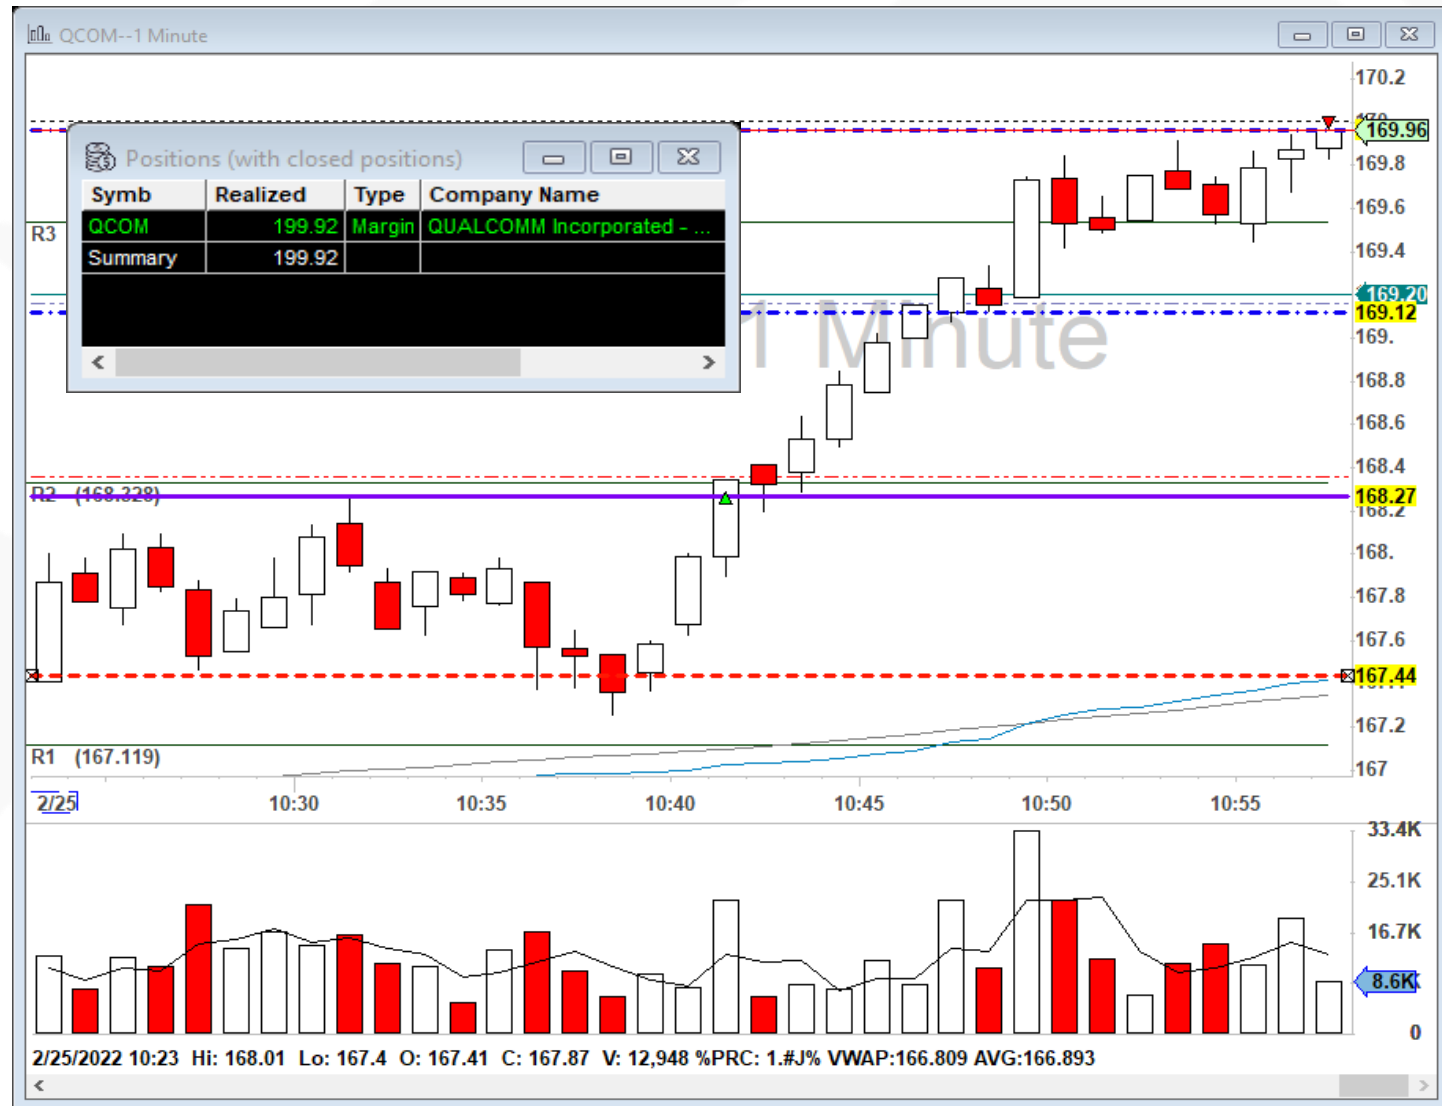 QCOM--1 Minute
170.2
169.96
Positions (with closed positions)
169.8
Symb Realized Type Company Name
169.6
QCOM 199.92 Margin QUALCOMM Incorporated - ...
R3
Summary 199.92
169.4
169.20
169.12
1 Minute
169.
168.8
168.6
168.4
R2 (168.328)
168.27
168.2
168.
167.8
167.6
167.44
167.2
R1 (167.119)
167
2/25 10:30 10:35 10:40 10:45 10:50 10:55
33.4K
25.1K
16.7K
8.6K
0
2/25/2022 10:23 Hi: 168.01 Lo: 167.4 O: 167.41 C: 167.87 V: 12,948 %PRC: 1.#J% VWAP:166.809 AVG:166.893